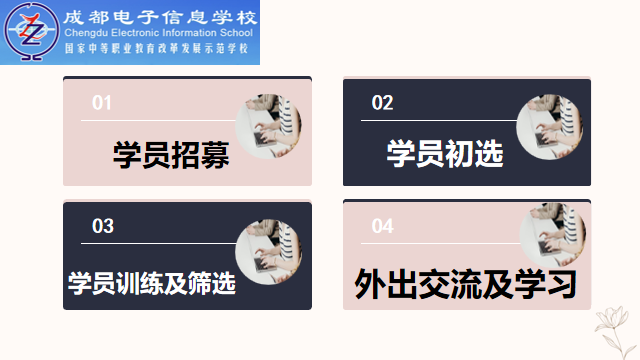 成都电子信息学校
Chengdu Electronic Information School
国家中等职业教育改革发展示范学校
01
学员招募
02
学员初选
03
学员训练及筛选
04
外出交流及学习